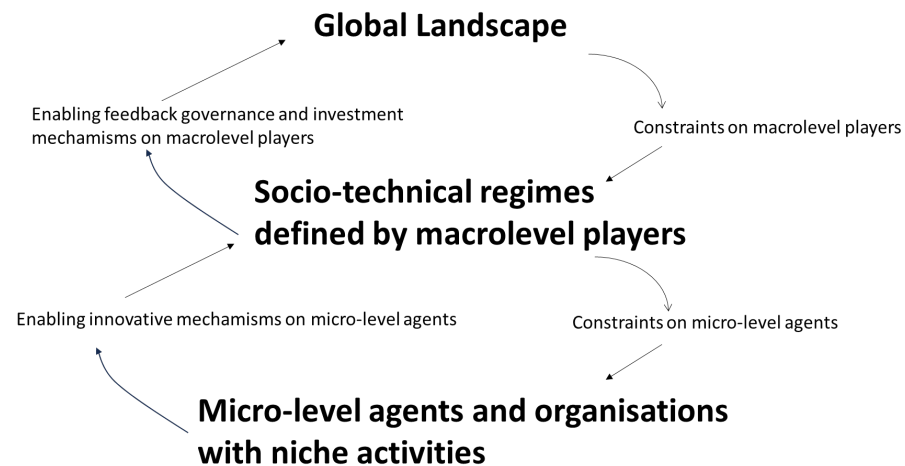 Global Landscape
Enabling feedback governance and investment
mechamisms on macrolevel players
Constraints on macrolevel players
Socio-technical regimes
defined by macrolevel players
Enabling innovative mechamisms on micro-level agents
Constraints on micro-level agents
Micro-level agents and organisations
with niche activities